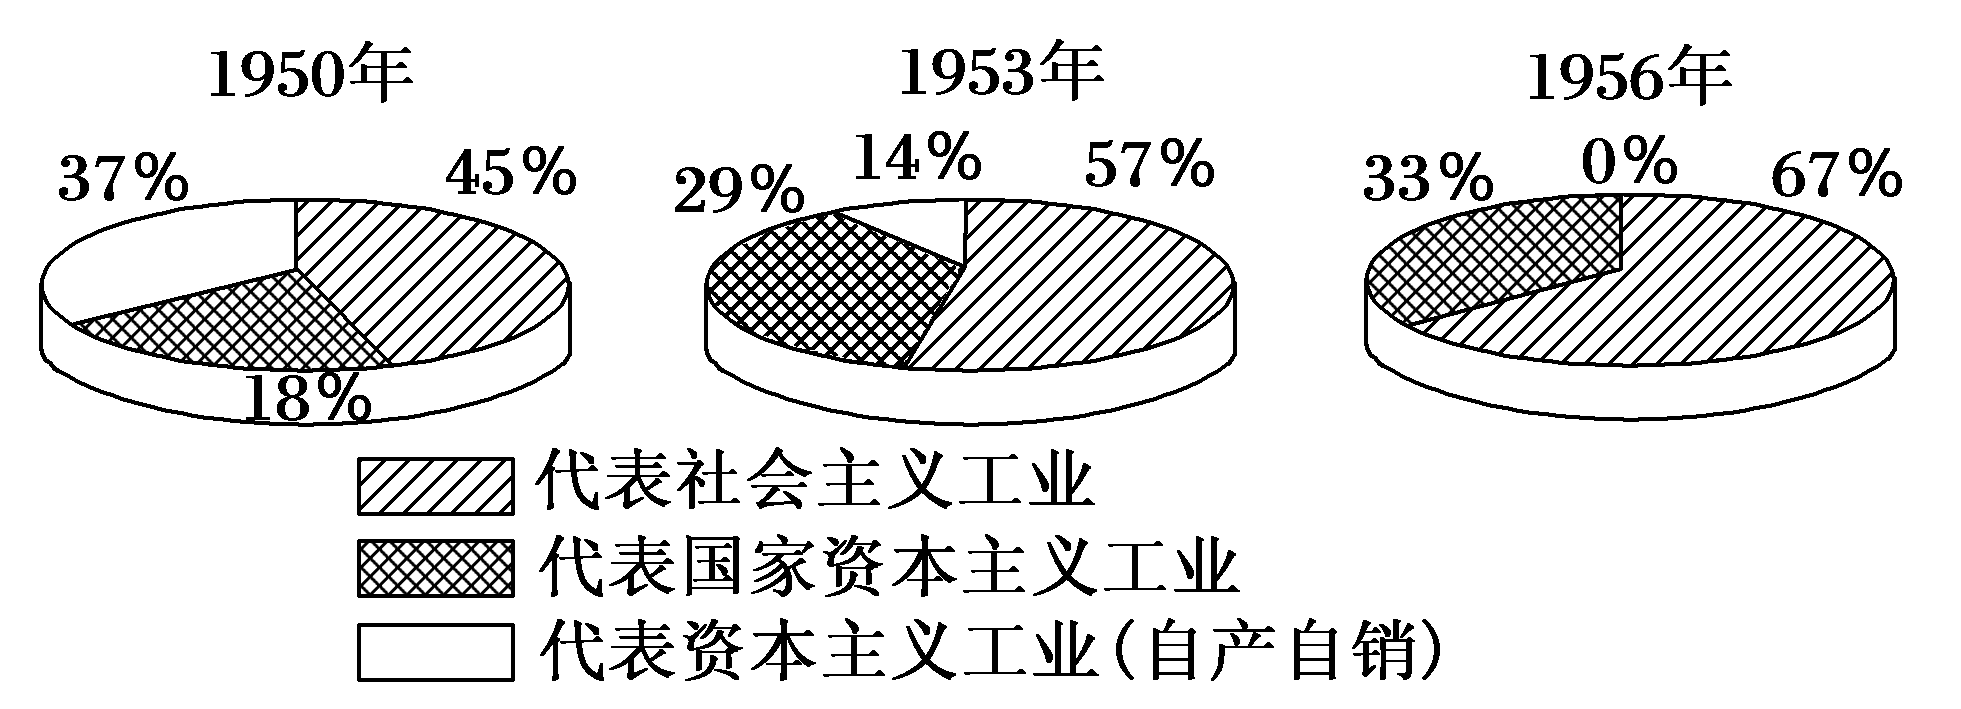 1950年
1953年
1956年
37%
45%
18%
29%
14%
57%
33%
0%
67%
代表社会主义工业
代表国家资本主义工业
代表资本主义工业(自产自销)